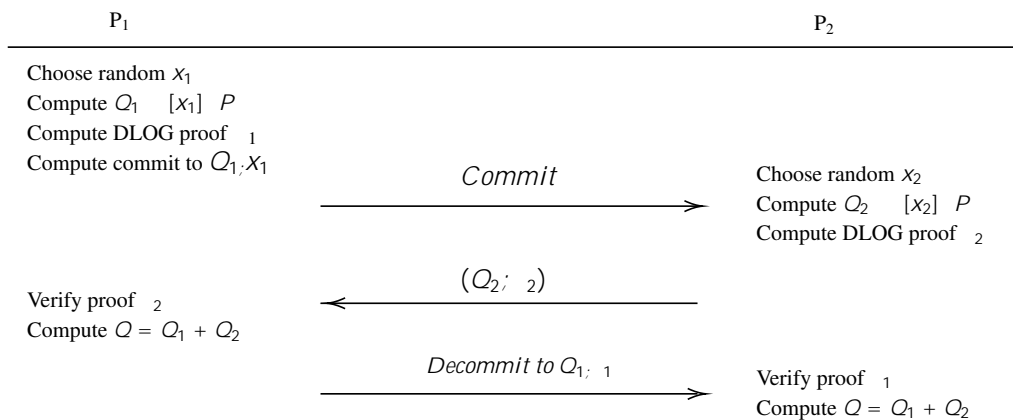 P₁
P₂
Choose random x₁
Compute Q₁ [x₁] P
Compute DLOG proof ₁
Compute commit to Q₁;x₁
Commit
Choose random x₂
Compute Q₂ [x₂] P
Compute DLOG proof ₂
(Q₂; ₂)
Verify proof ₂
Compute Q = Q₁ + Q₂
Decommit to Q₁; ₁
Verify proof ₁
Compute Q = Q₁ + Q₂